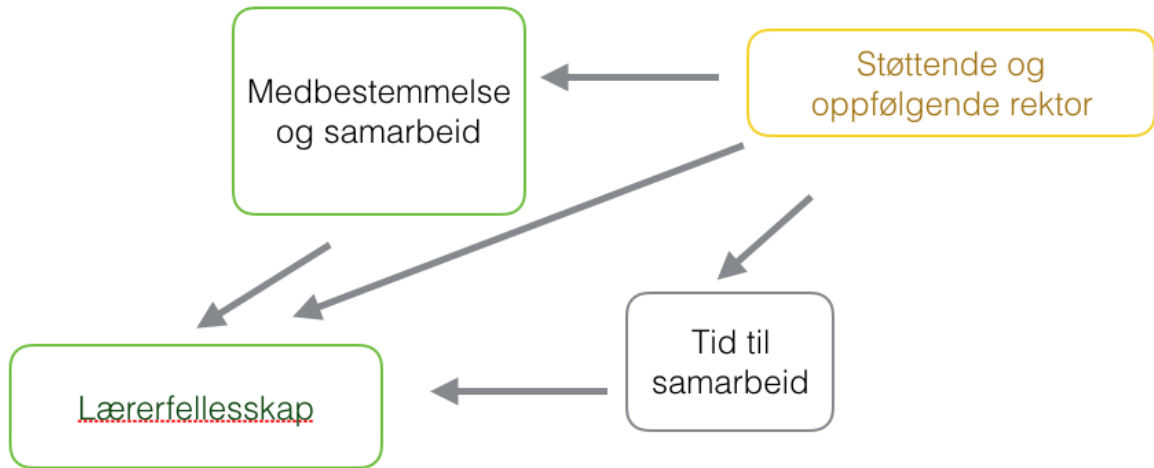 Medbestemmelse
og samarbeid
Støttende og
oppfølgende rektor
Tid til
samarbeid
Lærerfellesskap